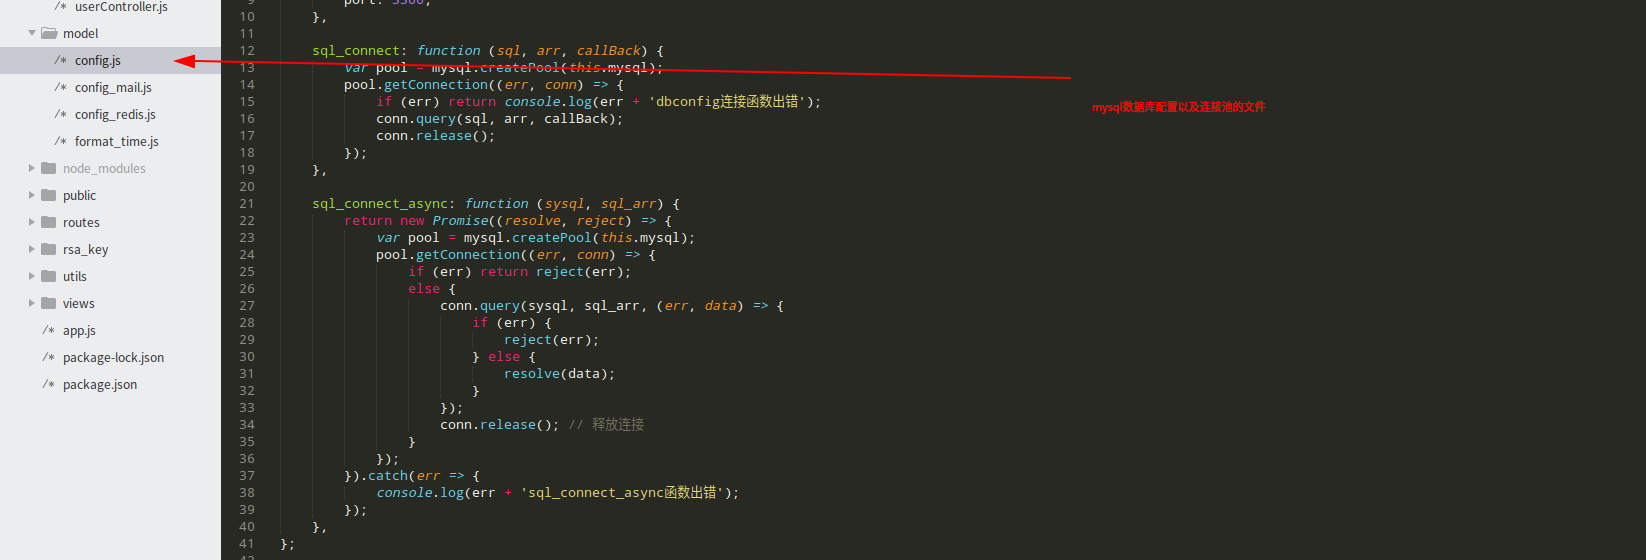 userController.js
model
config.js
config_mail.js
config_redis.js
format_time.js
node_modules
public
routes
rsa_key
utils
views
app.js
package-lock.json
package.json
9 port: 3306,
10 },
11
12 sql_connect: function (sql, arr, callBack) {
13 var pool = mysql.createPool(this.mysql);
14 pool.getConnection((err, conn) => {
15 if (err) return console.log(err + 'dbconfig连接函数出错');
16 conn.query(sql, arr, callBack);
17 conn.release();
18 });
19 },
20
21 sql_connect_async: function (sysql, sql_arr) {
22 return new Promise((resolve, reject) => {
23 var pool = mysql.createPool(this.mysql);
24 pool.getConnection((err, conn) => {
25 if (err) return reject(err);
26 else {
27 conn.query(sysql, sql_arr, (err, data) => {
28 if (err) {
29 reject(err);
30 } else {
31 resolve(data);
32 }
33 });
34 conn.release(); // 释放连接
35 }
36 });
37 }).catch(err => {
38 console.log(err + 'sql_connect_async函数出错');
39 });
40 },
41 };
mysql数据库配置以及连接池的文件